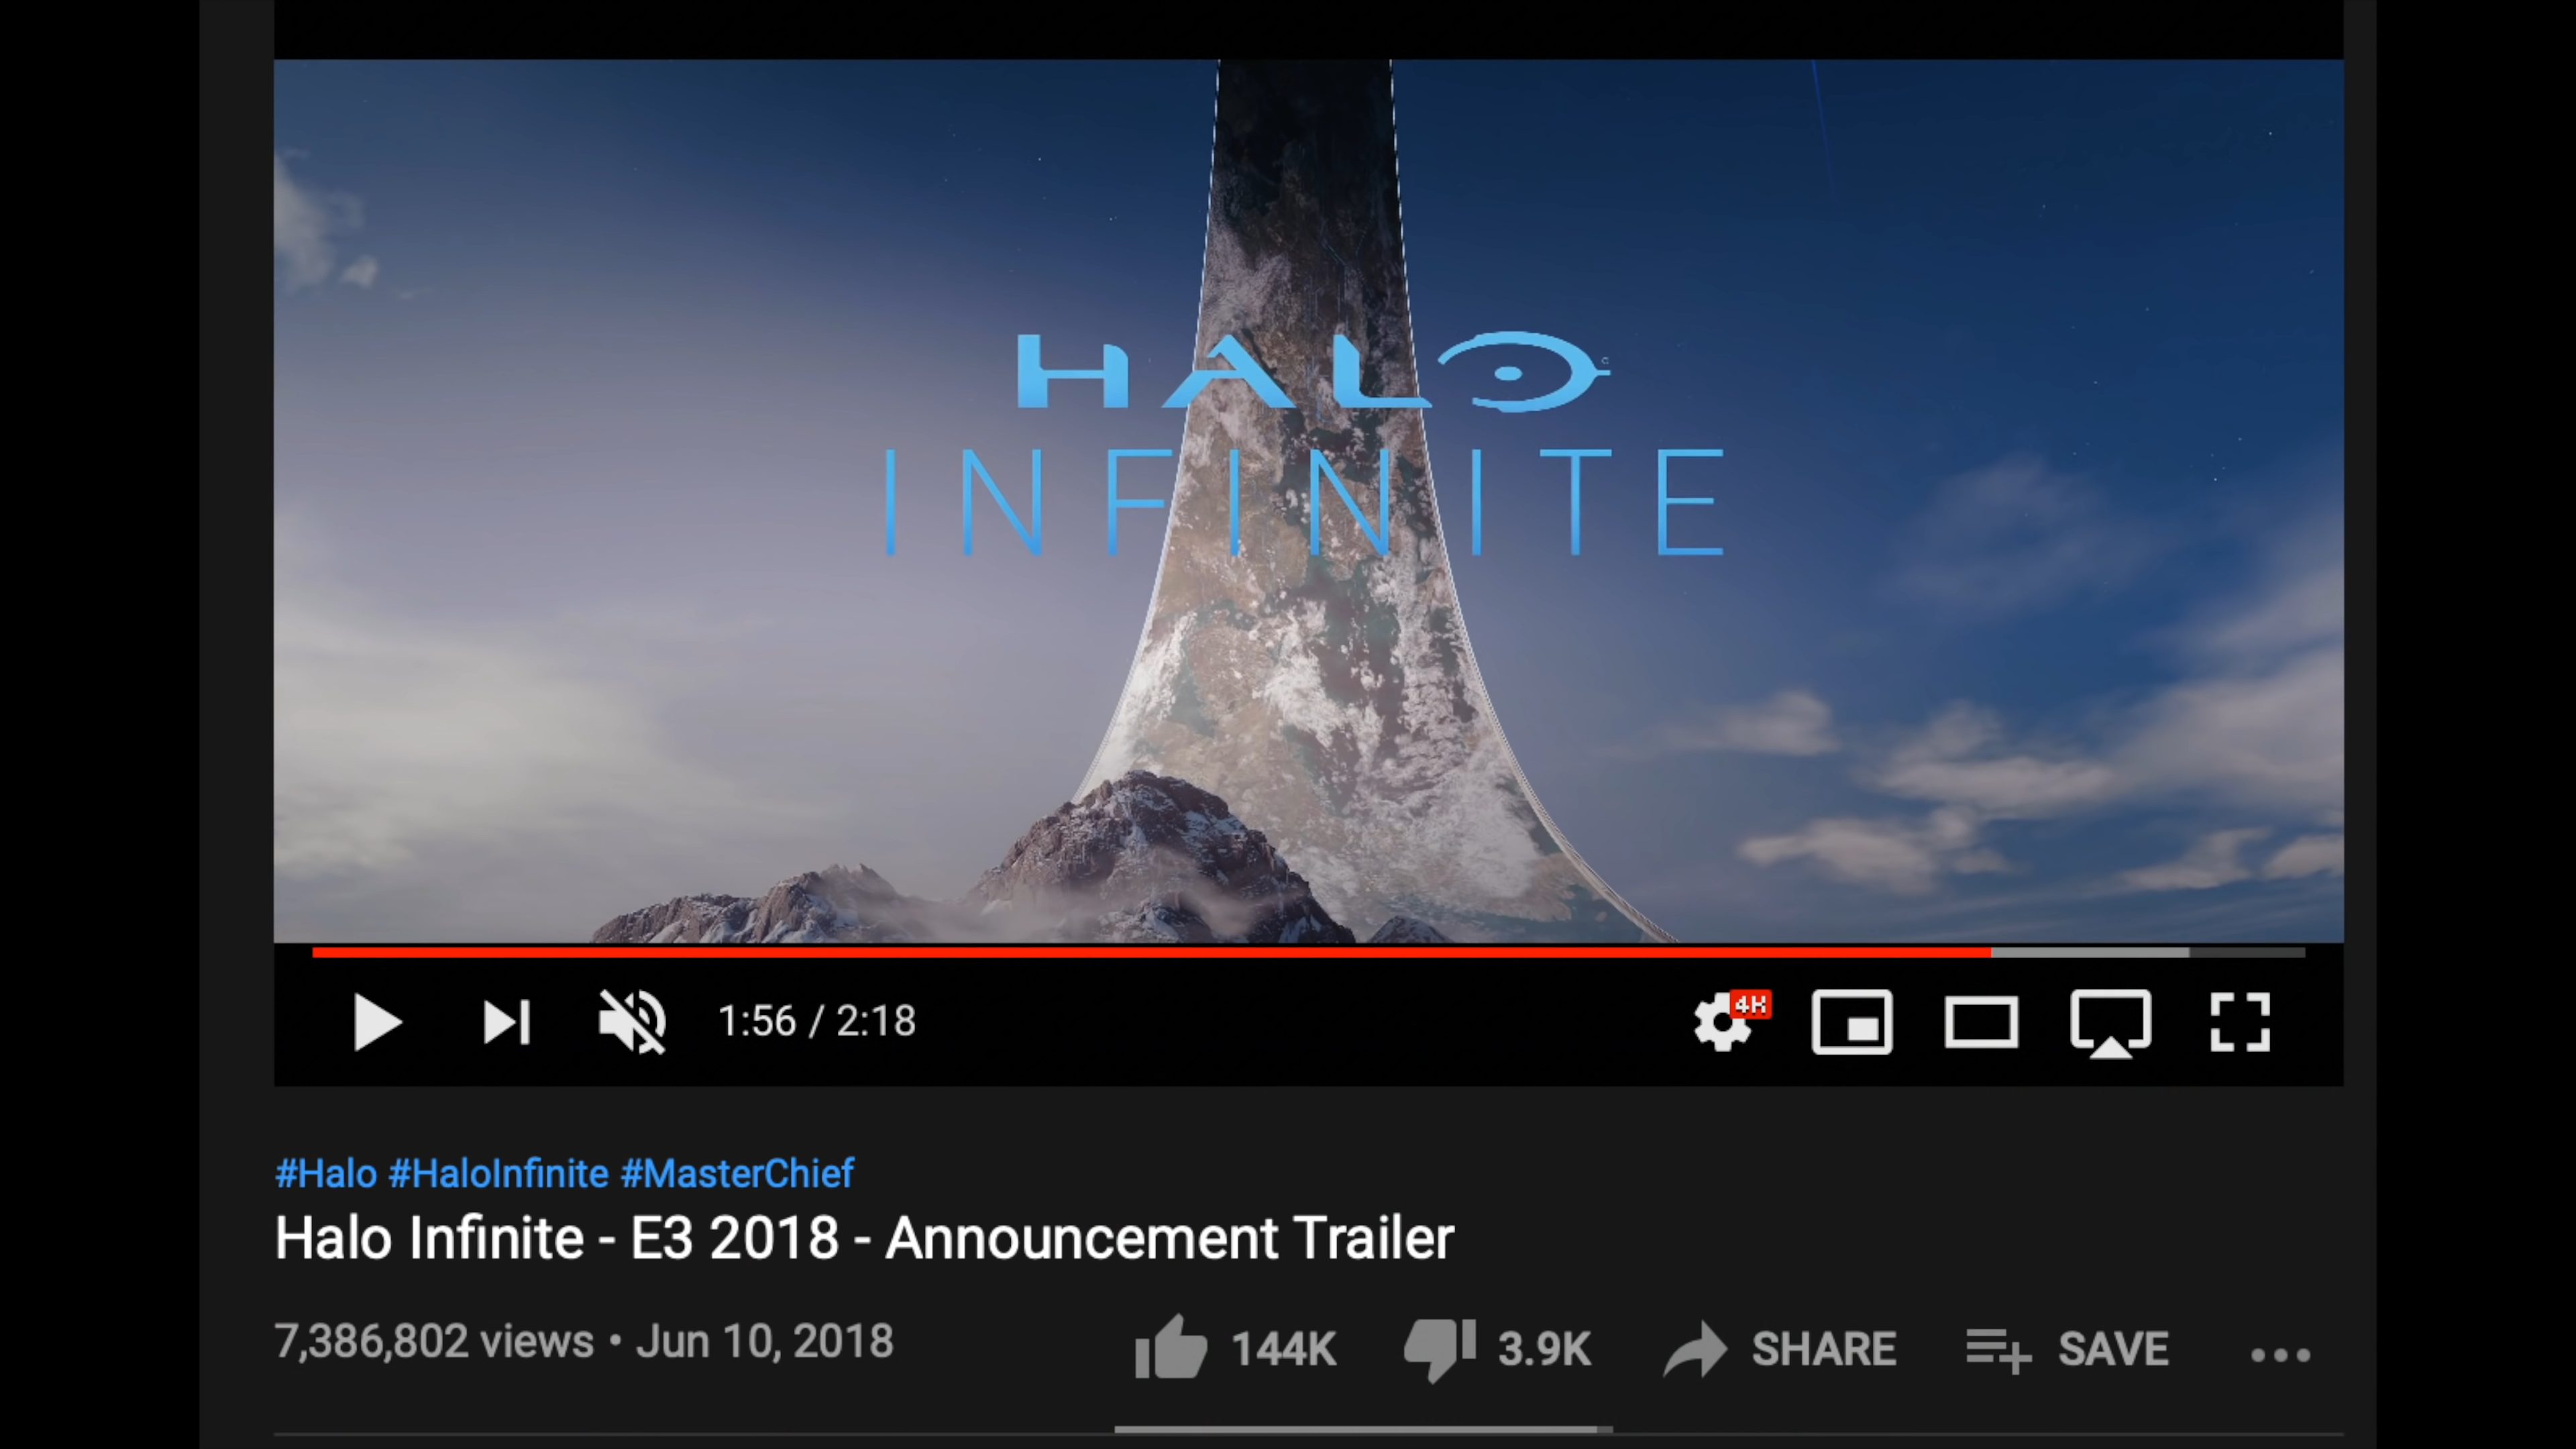 HALO
INFINITE
1:56 / 2:18
4K
#Halo #HaloInfinite #MasterChief
Halo Infinite - E3 2018 - Announcement Trailer
7,386,802 views • Jun 10, 2018
144K 3.9K SHARE SAVE